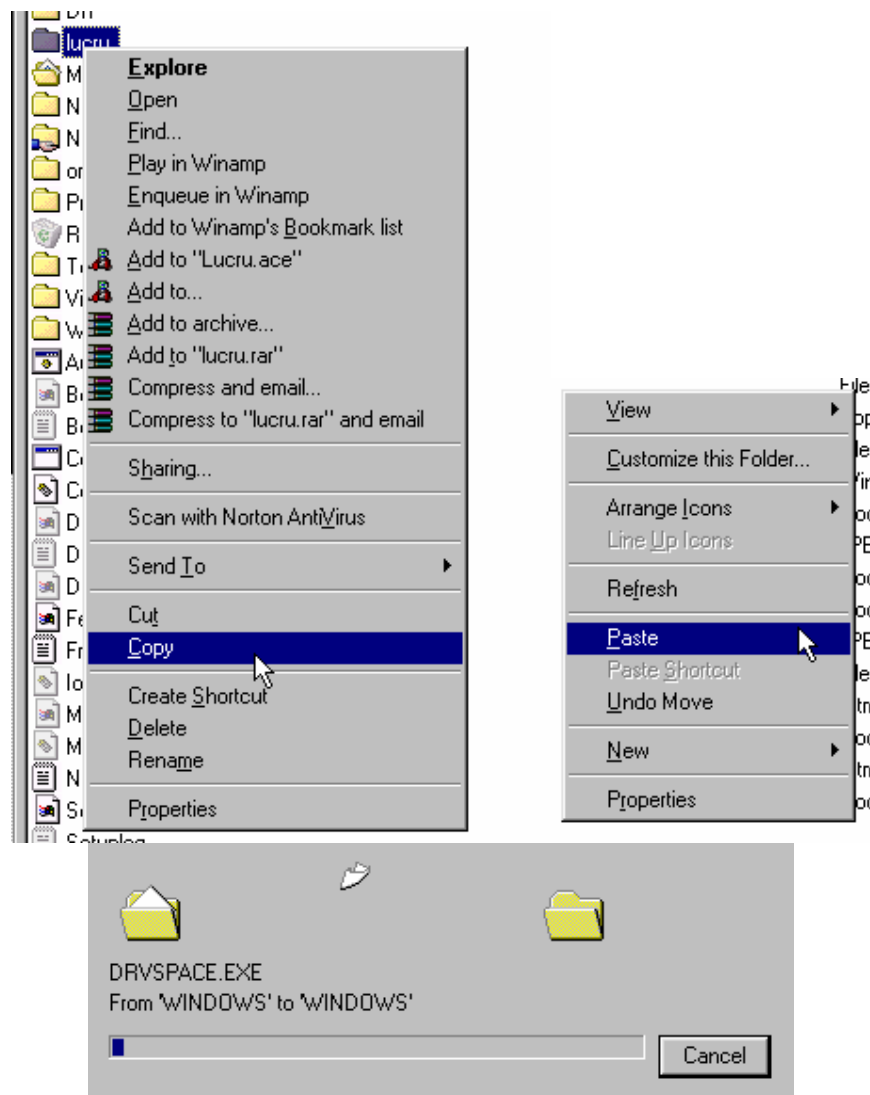 lucru
Explore
Open
Find...
Play in Winamp
Enqueue in Winamp
Add to Winamp's Bookmark list
Add to "Lucru.ace"
Add to...
Add to archive...
Add to "lucru.rar"
Compress and email...
Compress to "lucru.rar" and email
Sharing...
Scan with Norton AntiVirus
Send To
Cut
Copy
Create Shortcut
Delete
Rename
Properties
View
Customize this Folder...
Arrange Icons
Line Up Icons
Refresh
Paste
Paste Shortcut
Undo Move
New
Properties
DRVSPACE.EXE
From 'WINDOWS' to 'WINDOWS'
Cancel